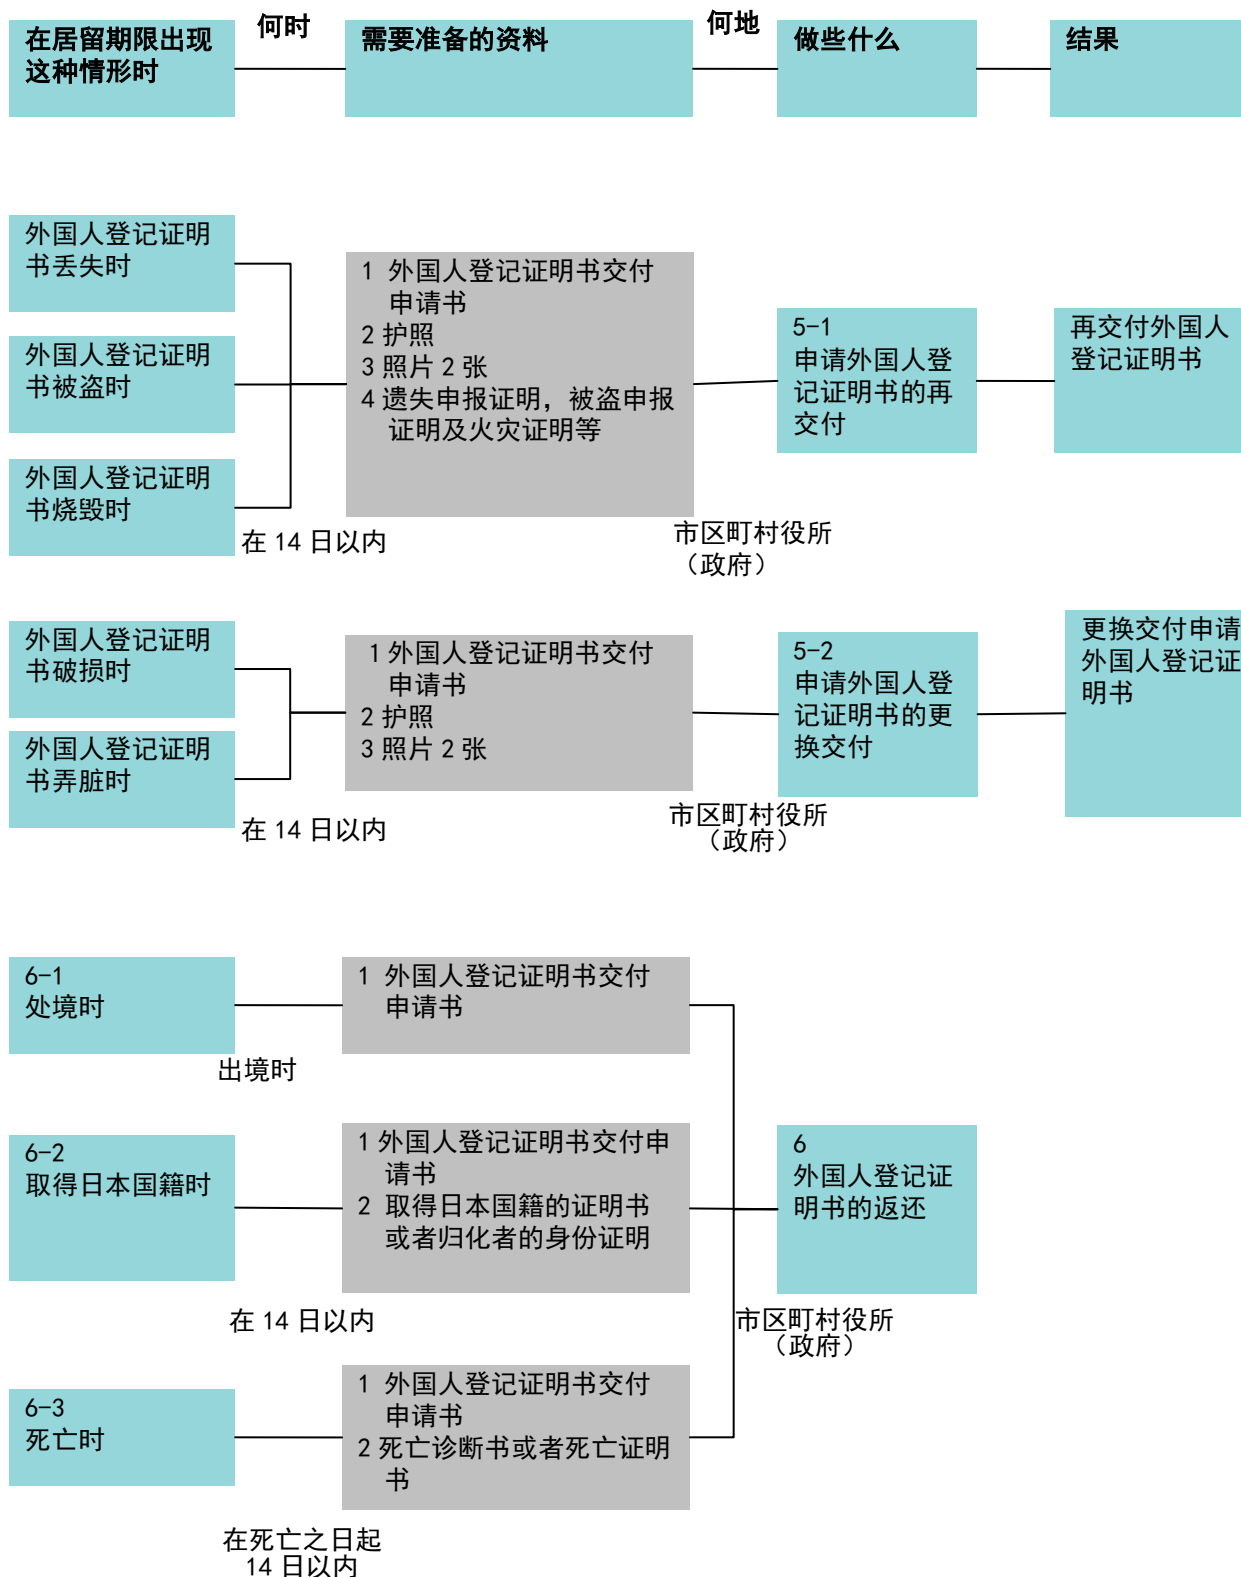 在居留期限出现
这种情形时
何时
需要准备的资料
何地
做些什么
结果
外国人登记证明
书丢失时
外国人登记证明
书被盗时
外国人登记证明
书烧毁时
在 14 日以内
1 外国人登记证明书交付
申请书
2 护照
3 照片 2 张
4 遗失申报证明，被盗申报
证明及火灾证明等
市区町村役所
（政府）
5-1
申请外国人登
记证明书的再
交付
再交付外国人
登记证明书
外国人登记证明
书破损时
外国人登记证明
书弄脏时
在 14 日以内
1 外国人登记证明书交付
申请书
2 护照
3 照片 2 张
市区町村役所
（政府）
5-2
申请外国人登
记证明书的更
换交付
更换交付申请
外国人登记证
明书
6-1
处境时
出境时
1 外国人登记证明书交付
申请书
6-2
取得日本国籍时
在 14 日以内
1 外国人登记证明书交付申
请书
2 取得日本国籍的证明书
或者归化者的身份证明
6
外国人登记证
明书的返还
市区町村役所
（政府）
6-3
死亡时
在死亡之日起
14 日以内
1 外国人登记证明书交付
申请书
2 死亡诊断书或者死亡证明
书